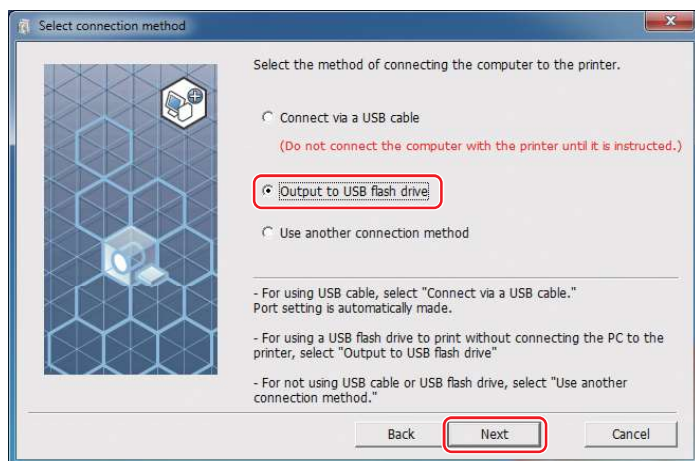 Select connection method
Select the method of connecting the computer to the printer.
Connect via a USB cable
(Do not connect the computer with the printer until it is instructed.)
Output to USB flash drive
Use another connection method
- For using USB cable, select "Connect via a USB cable."
Port setting is automatically made.
- For using a USB flash drive to print without connecting the PC to the
printer, select "Output to USB flash drive"
- For not using USB cable or USB flash drive, select "Use another
connection method."
Back Next Cancel